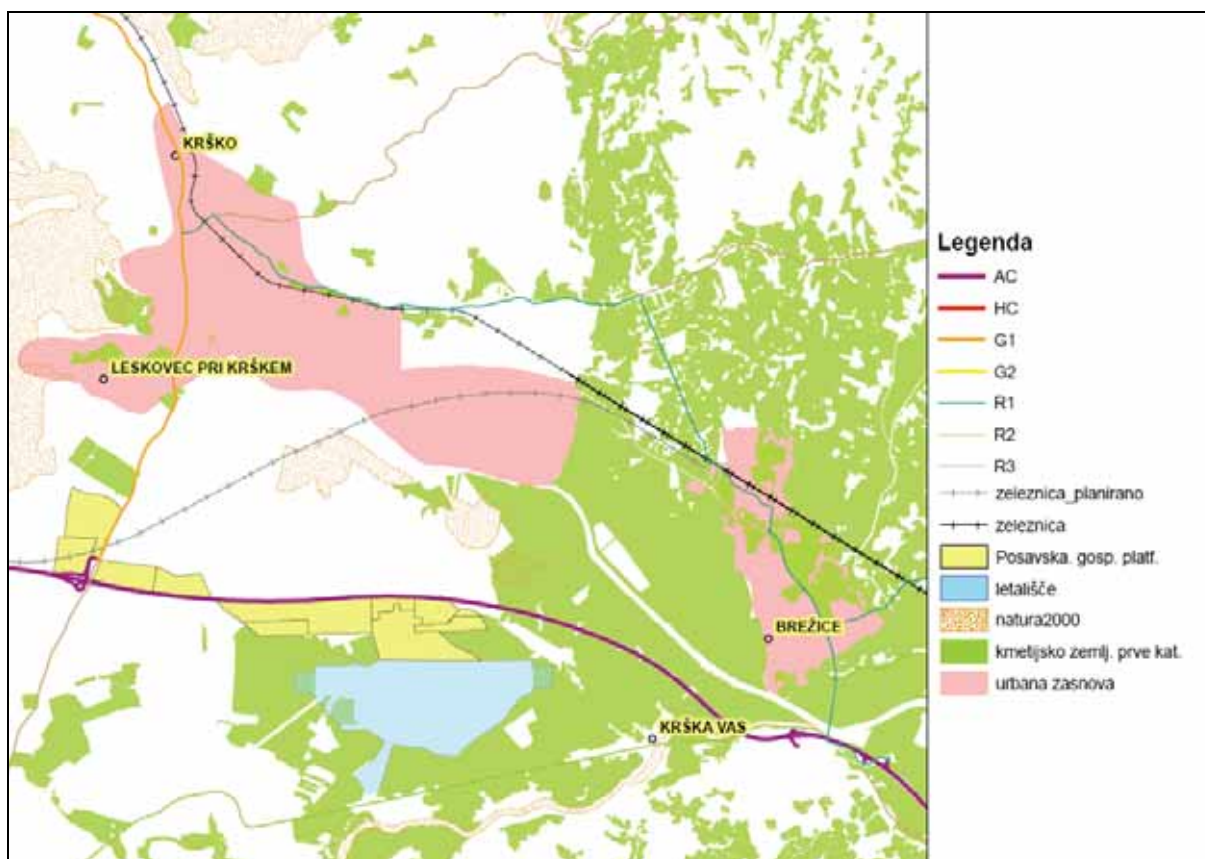 KRŠKO
LESKOVEC PRI KRŠKEM
BREŽICE
KRŠKA VAS
Legenda
AC
HC
G1
G2
R1
R2
R3
zeleznica_planirano
zeleznica
Posavska. gosp. platf.
letališče
natura2000
kmetijsko zemlj. prve kat.
urbana zasnova